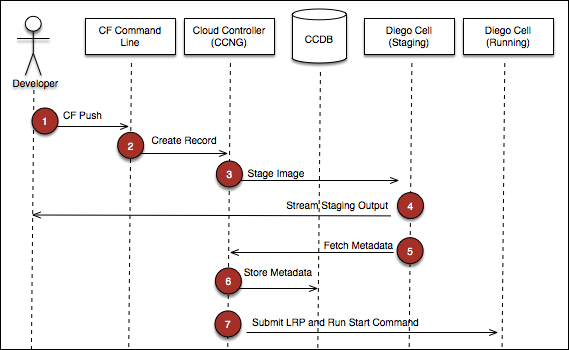 CF Command
Line
Cloud Controller
(CCNG)
CCDB
Diego Cell
(Staging)
Diego Cell
(Running)
Developer
1 CF Push
2 Create Record
3 Stage Image
Stream Staging Output 4
Fetch Metadata 5
6 Store Metadata
7 Submit LRP and Run Start Command